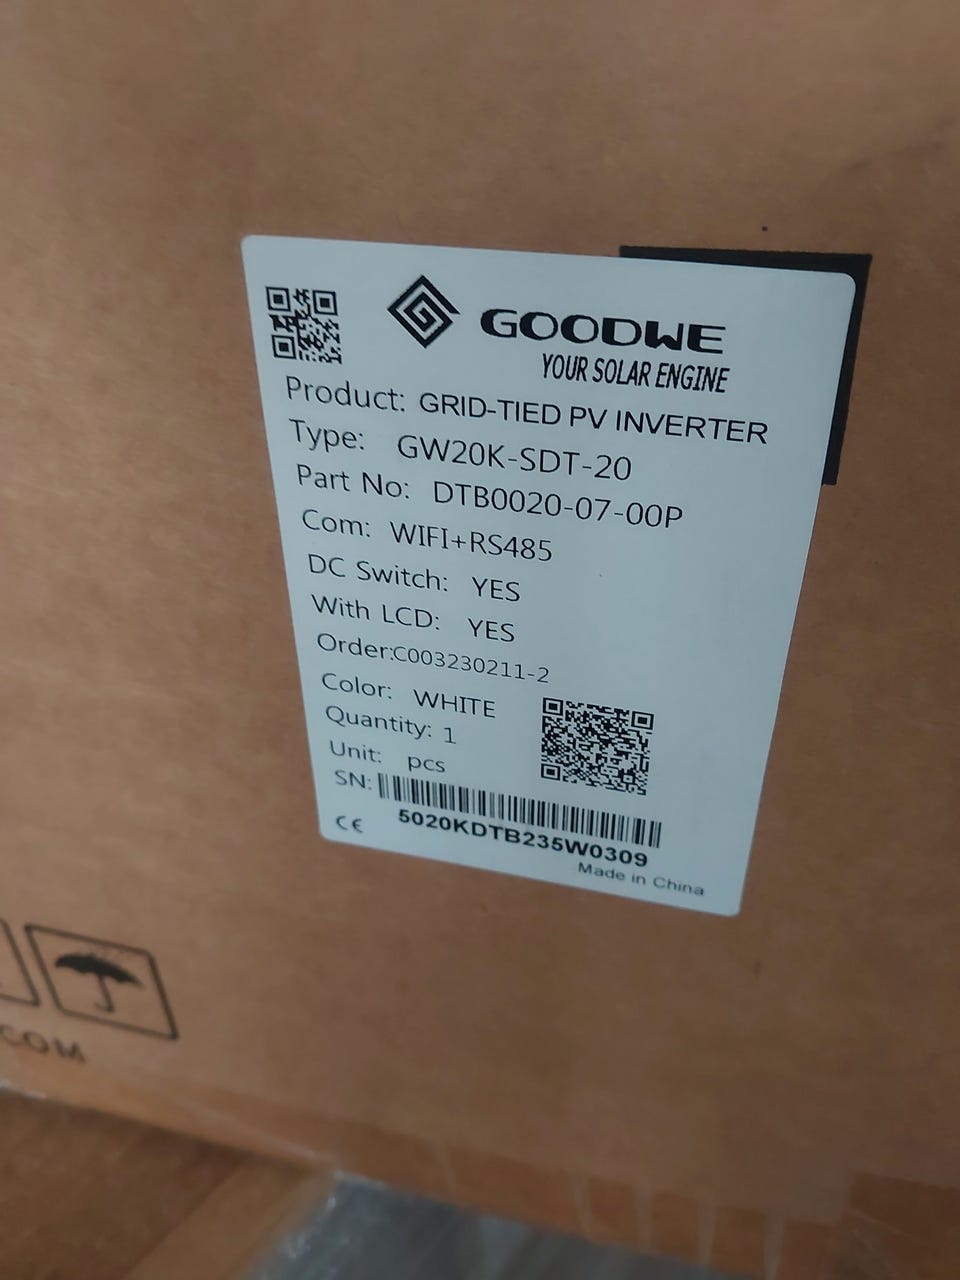 GOODWE
YOUR SOLAR ENGINE
Product: GRID-TIED PV INVERTER
Type: GW20K-SDT-20
Part No: DTB0020-07-00P
Com: WIFI+RS485
DC Switch: YES
With LCD: YES
Order:C003230211-2
Color: WHITE
Quantity: 1
Unit: pcs
SN:
5020KDTB235W0309
CE
Made in China
COM